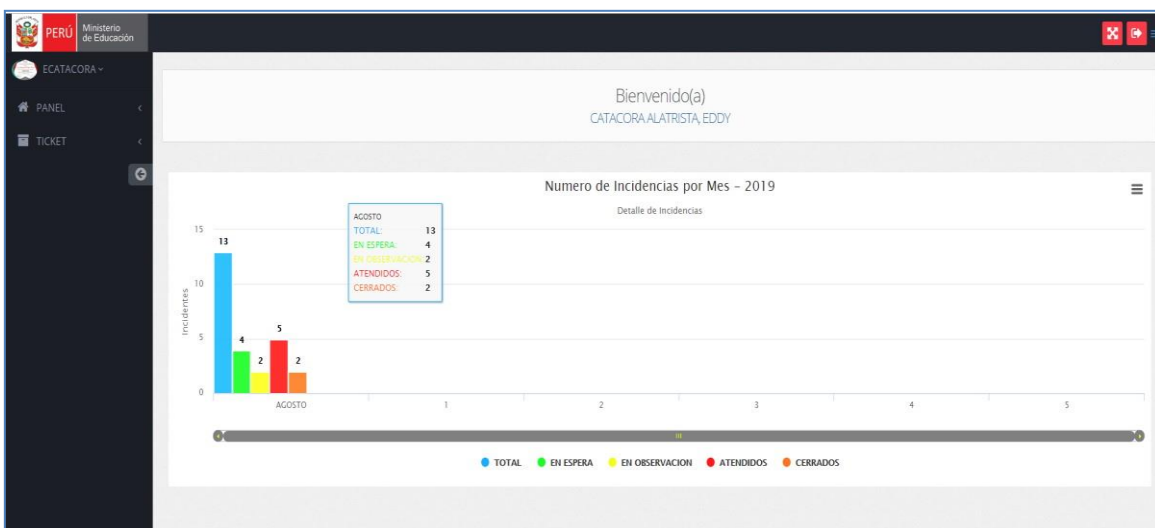 PERÚ
Ministerio
de Educación
ECATACORA
PANEL
TICKET
Bienvenido(a)
CATACORA ALATRISTA, EDDY
Numero de Incidencias por Mes - 2019
Detalle de Incidencias
AGOSTO
TOTAL: 13
EN ESPERA: 4
EN OBSERVACION: 2
ATENDIDOS: 5
CERRADOS: 2
Incidentes
15
10
5
0
13
4
2
5
2
AGOSTO 1 2 3 4 5
TOTAL EN ESPERA EN OBSERVACION ATENDIDOS CERRADOS